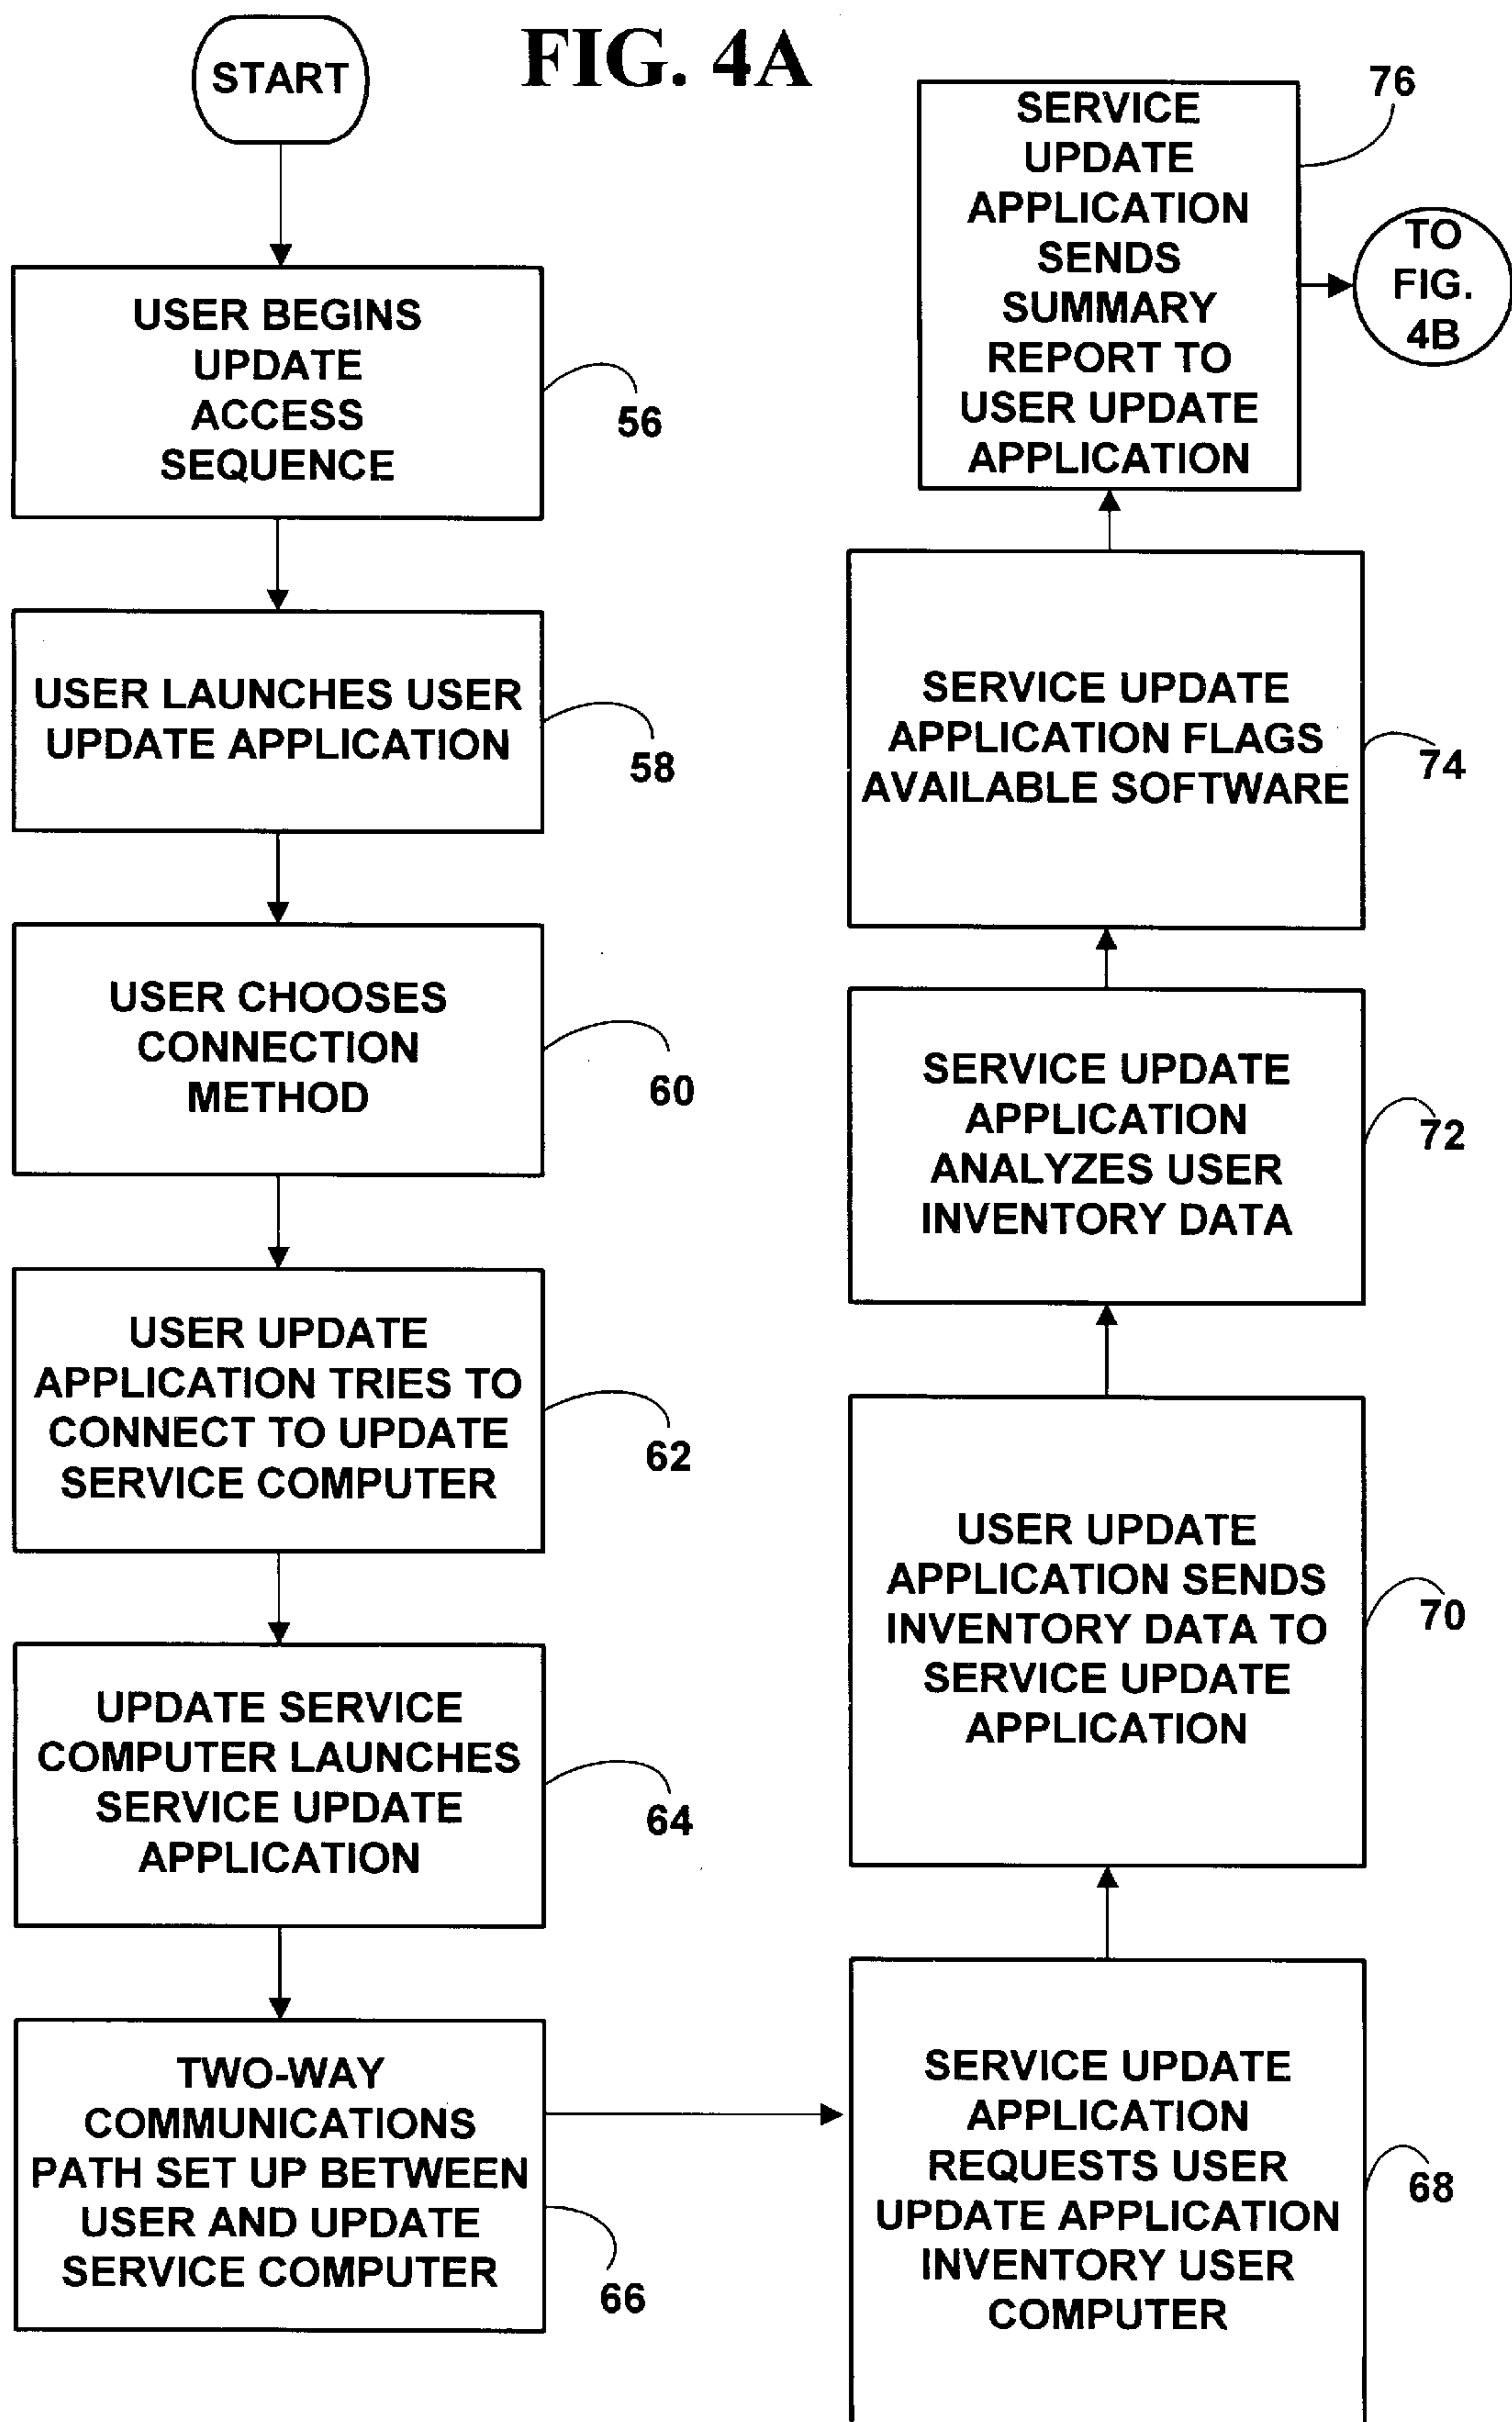 FIG. 4A
START
USER BEGINS
UPDATE
ACCESS
SEQUENCE
56
USER LAUNCHES USER
UPDATE APPLICATION
58
USER CHOOSES
CONNECTION
METHOD
60
USER UPDATE
APPLICATION TRIES TO
CONNECT TO UPDATE
SERVICE COMPUTER
62
UPDATE SERVICE
COMPUTER LAUNCHES
SERVICE UPDATE
APPLICATION
64
TWO-WAY
COMMUNICATIONS
PATH SET UP BETWEEN
USER AND UPDATE
SERVICE COMPUTER
66
SERVICE UPDATE
APPLICATION
REQUESTS USER
UPDATE APPLICATION
INVENTORY USER
COMPUTER
68
USER UPDATE
APPLICATION SENDS
INVENTORY DATA TO
SERVICE UPDATE
APPLICATION
70
SERVICE UPDATE
APPLICATION
ANALYZES USER
INVENTORY DATA
72
SERVICE UPDATE
APPLICATION FLAGS
AVAILABLE SOFTWARE
74
SERVICE
UPDATE
APPLICATION
SENDS
SUMMARY
REPORT TO
USER UPDATE
APPLICATION
76
TO
FIG.
4B